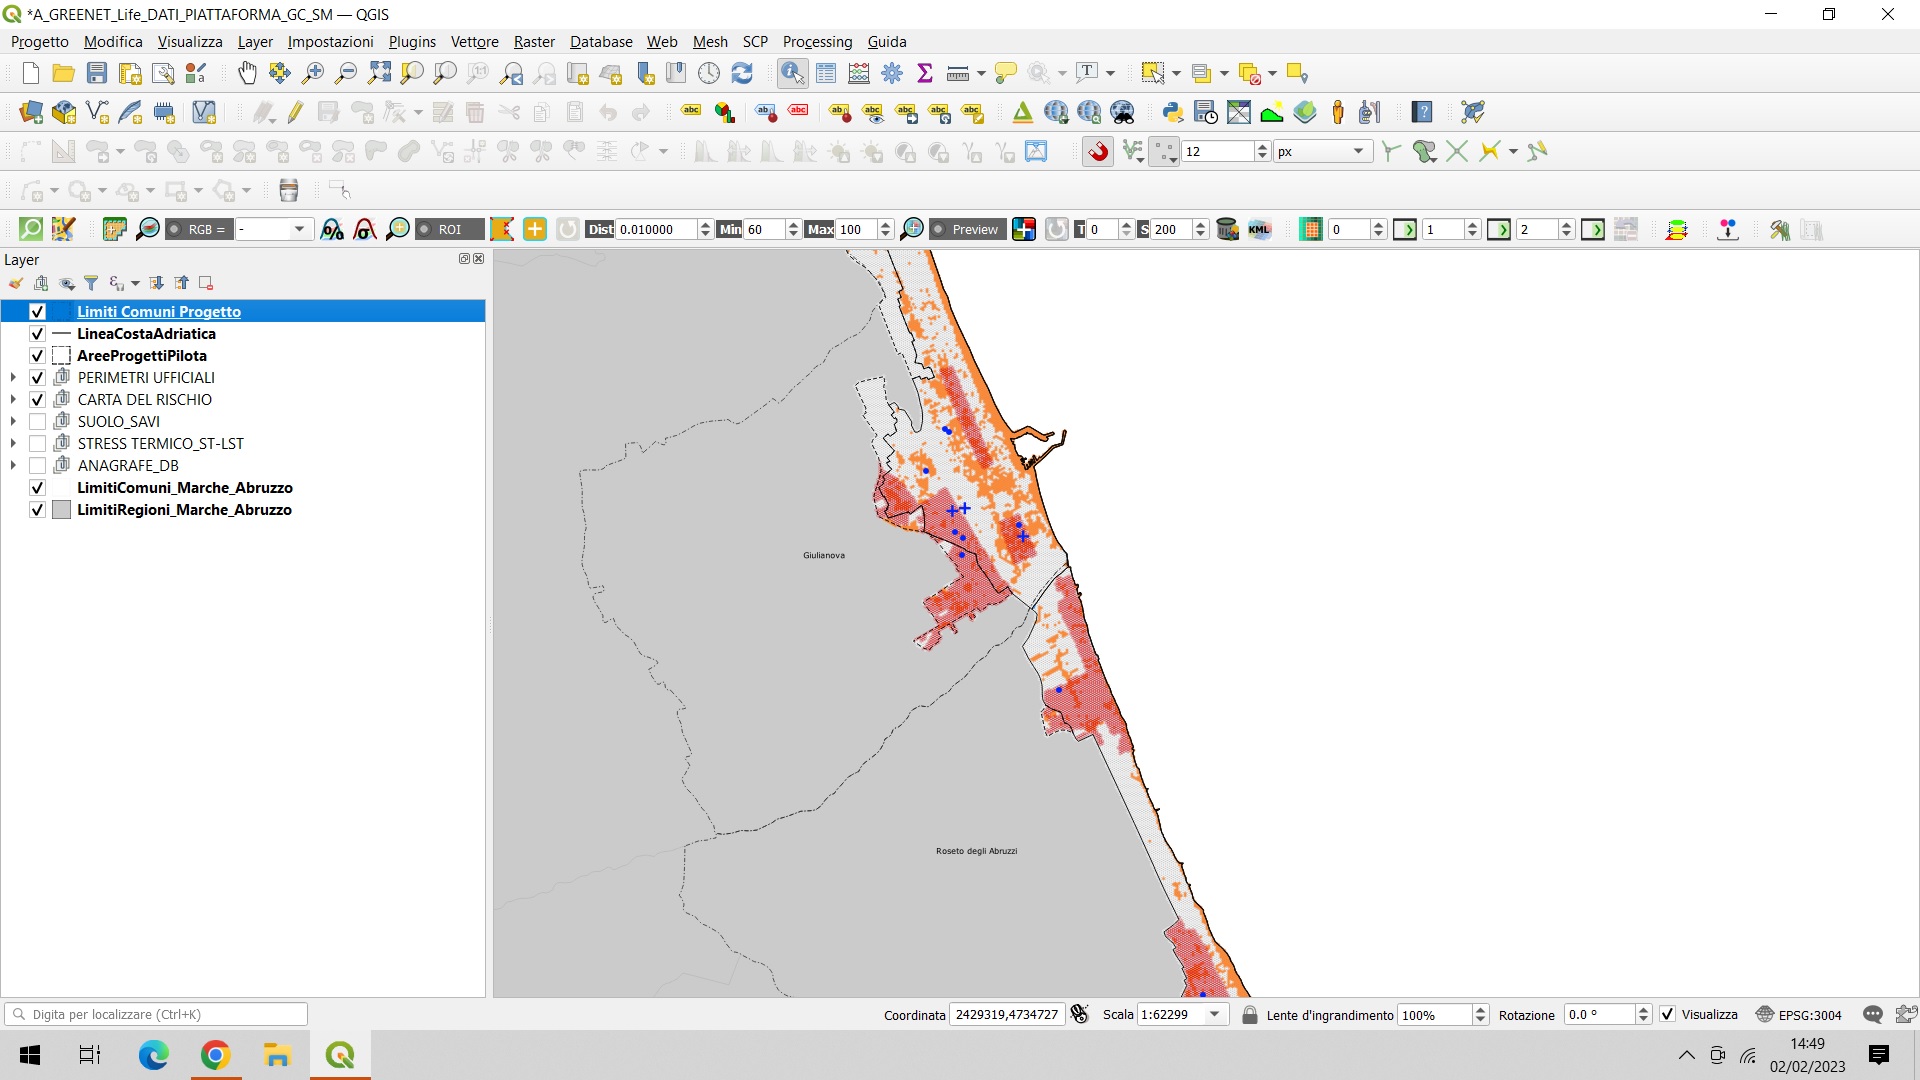 *A_GREENET_Life_DATI_PIATTAFORMA_GC_SM — QGIS
Progetto Modifica Visualizza Layer Impostazioni Plugins Vettore Raster Database Web Mesh SCP Processing Guida
12 px
RGB = - ROI Dist 0.010000 Min 60 Max 100 Preview T 0 S 200 KML 0 1 2
Layer
Limiti Comuni Progetto
LineaCostaAdriatica
AreeProgettiPilota
PERIMETRI UFFICIALI
CARTA DEL RISCHIO
SUOLO_SAVI
STRESS TERMICO_ST-LST
ANAGRAFE_DB
LimitiComuni_Marche_Abruzzo
LimitiRegioni_Marche_Abruzzo
Giulianova
Roseto degli Abruzzi
Digita per localizzare (Ctrl+K) Coordinata 2429319,4734727 Scala 1:62299 Lente d'ingrandimento 100% Rotazione 0.0 ° Visualizza EPSG:3004
14:49
02/02/2023